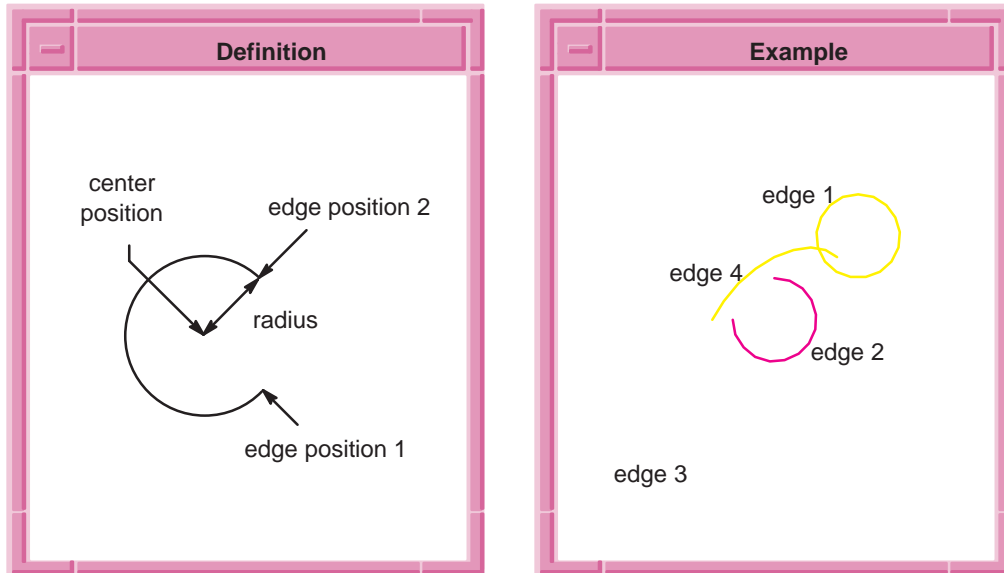 Definition
center
position
edge position 2
radius
edge position 1
Example
edge 1
edge 4
edge 2
edge 3